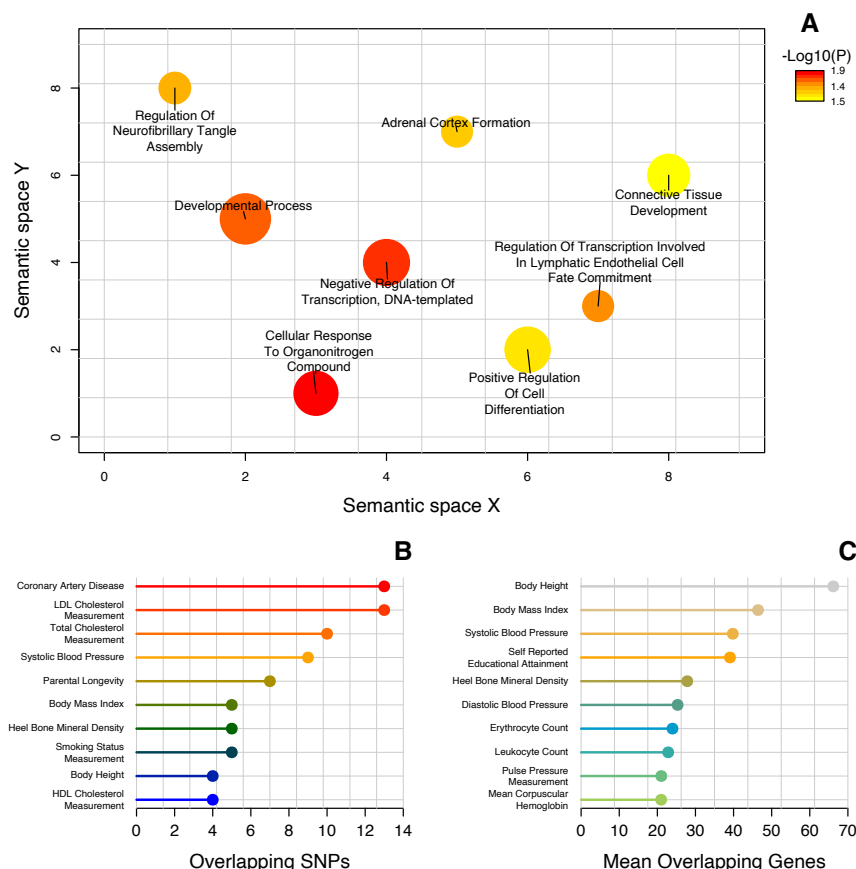 A
-Log10(P)
1.9
1.4
1.5
Regulation Of
Neurofibrillary Tangle
Assembly
Adrenal Cortex Formation
Connective Tissue
Development
Developmental Process
Regulation Of Transcription Involved
In Lymphatic Endothelial Cell
Fate Commitment
Negative Regulation Of
Transcription, DNA-templated
Cellular Response
To Organonitrogen
Compound
Positive Regulation
Of Cell
Differentiation
Semantic space Y
8
6
4
2
0
0 2 4 6 8
Semantic space X
B
Coronary Artery Disease
LDL Cholesterol
Measurement
Total Cholesterol
Measurement
Systolic Blood Pressure
Parental Longevity
Body Mass Index
Heel Bone Mineral Density
Smoking Status
Measurement
Body Height
HDL Cholesterol
Measurement
0 2 4 6 8 10 12 14
Overlapping SNPs
C
Body Height
Body Mass Index
Systolic Blood Pressure
Self Reported
Educational Attainment
Heel Bone Mineral Density
Diastolic Blood Pressure
Erythrocyte Count
Leukocyte Count
Pulse Pressure
Measurement
Mean Corpuscular
Hemoglobin
0 10 20 30 40 50 60 70
Mean Overlapping Genes